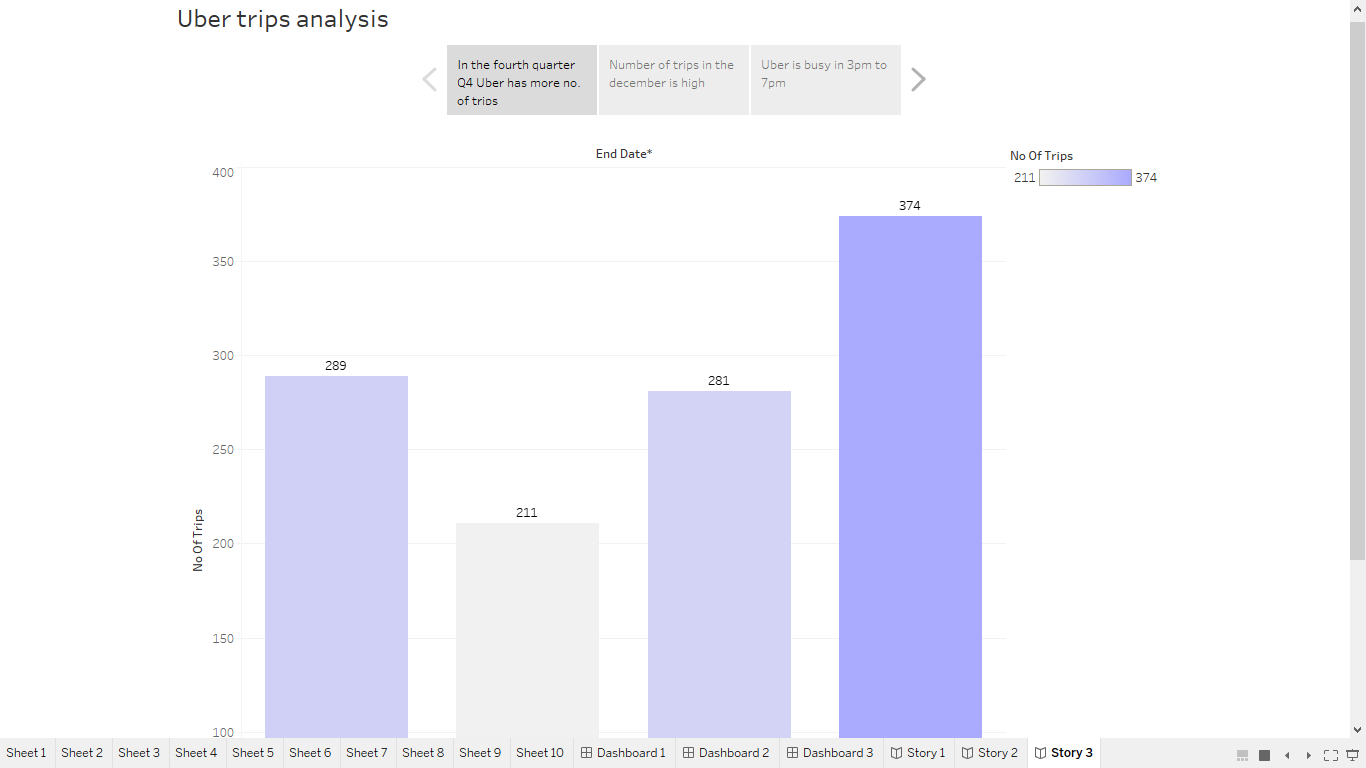 Uber trips analysis
In the fourth quarter
Q4 Uber has more no.
of trips
Number of trips in the
december is high
Uber is busy in 3pm to
7pm
End Date*
No Of Trips
211 374
400
350
300
250
200
150
100
No Of Trips
289
211
281
374
Sheet 1 Sheet 2 Sheet 3 Sheet 4 Sheet 5 Sheet 6 Sheet 7 Sheet 8 Sheet 9 Sheet 10 Dashboard 1 Dashboard 2 Dashboard 3 Story 1 Story 2 Story 3